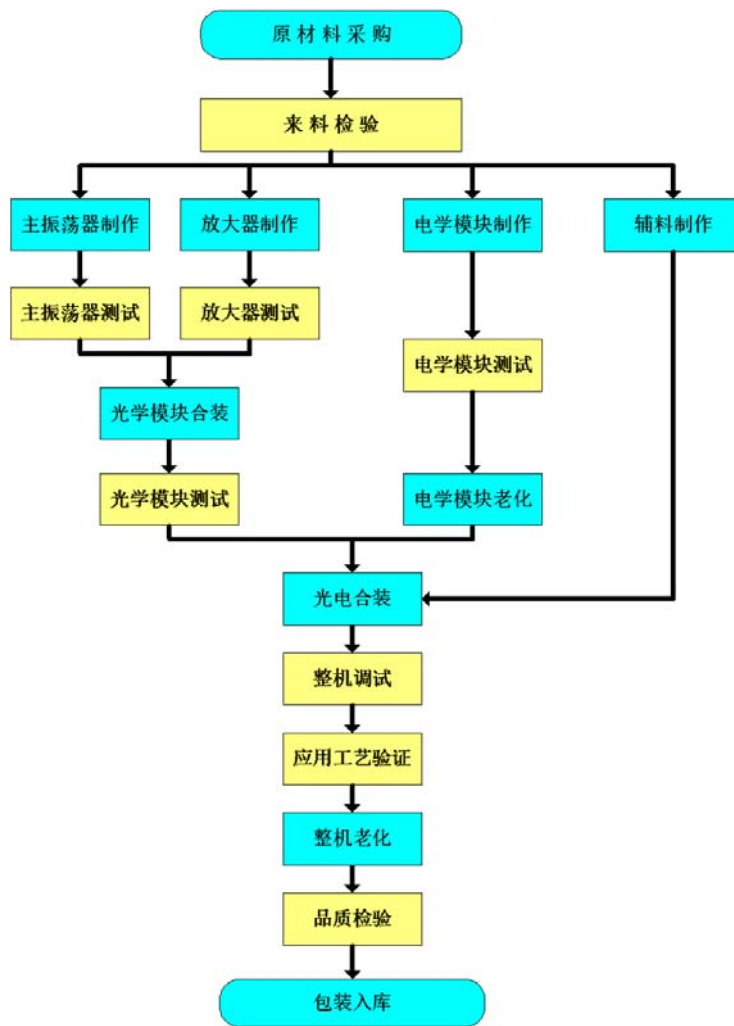 原材料采购
来料检验
主振荡器制作
放大器制作
电学模块制作
辅料制作
主振荡器测试
放大器测试
电学模块测试
光学模块合装
光学模块测试
电学模块老化
光电合装
整机调试
应用工艺验证
整机老化
品质检验
包装入库